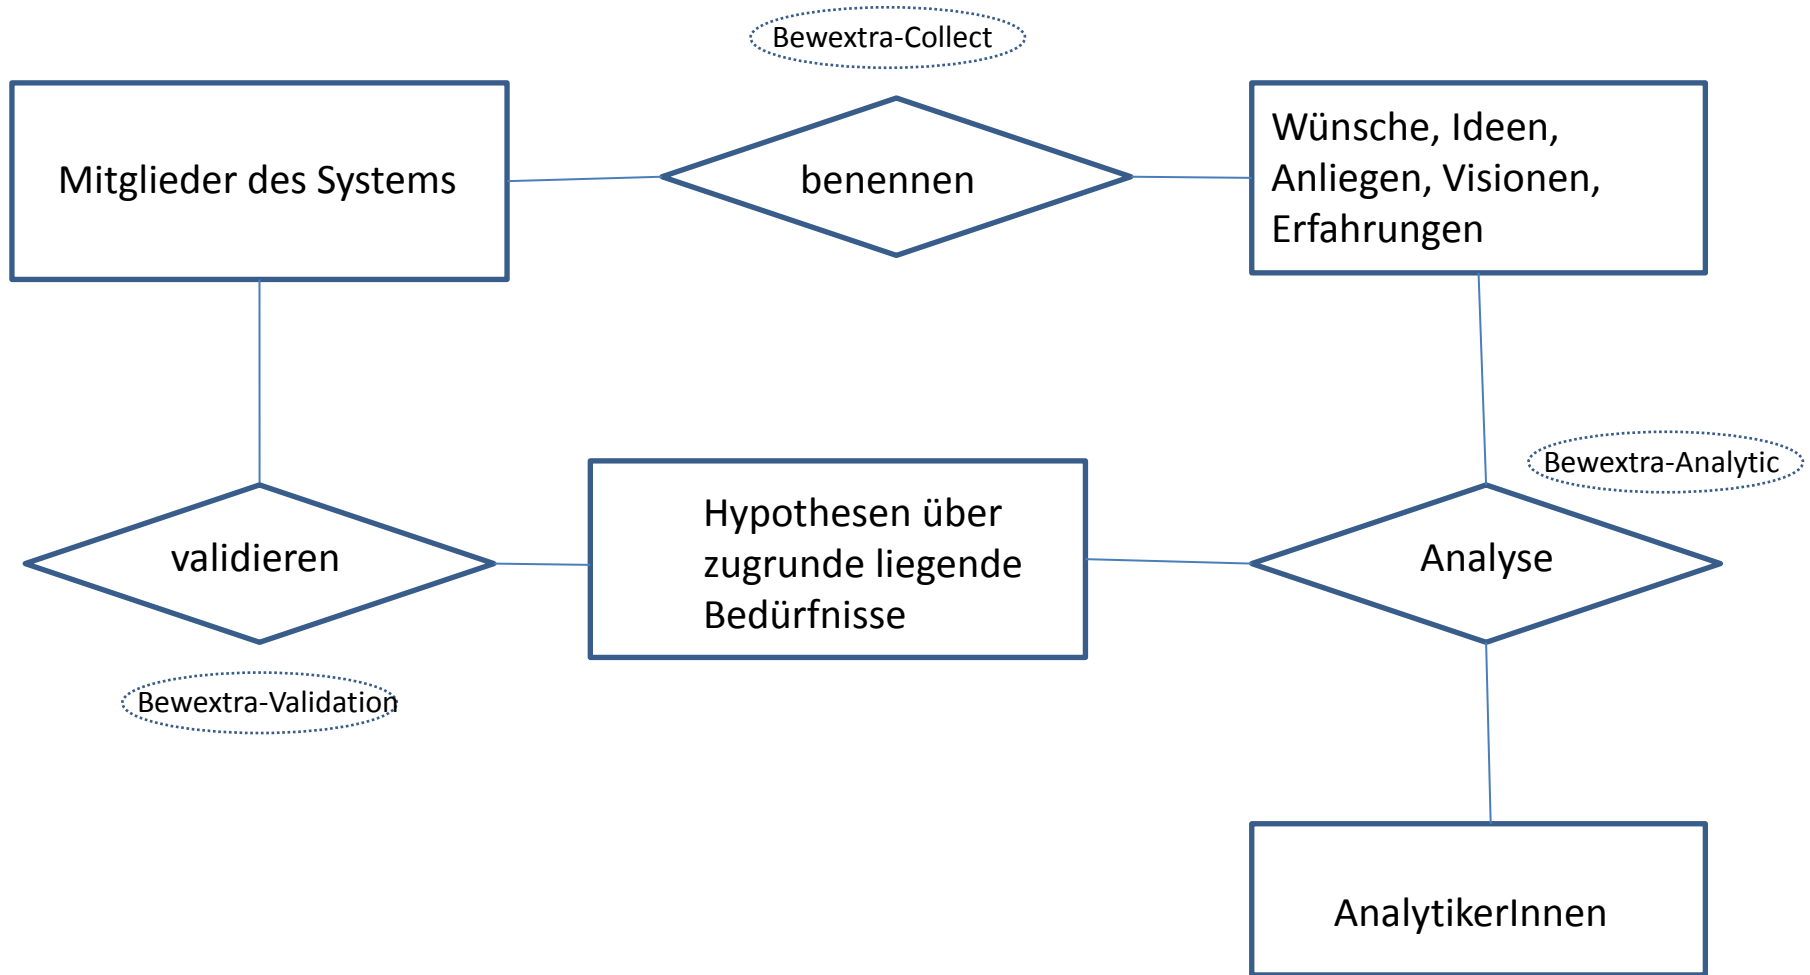 Bewextra-Collect
Mitglieder des Systems
benennen
Wünsche, Ideen,
Anliegen, Visionen,
Erfahrungen
Bewextra-Analytic
validieren
Hypothesen über
zugrunde liegende
Bedürfnisse
Analyse
Bewextra-Validation
AnalytikerInnen